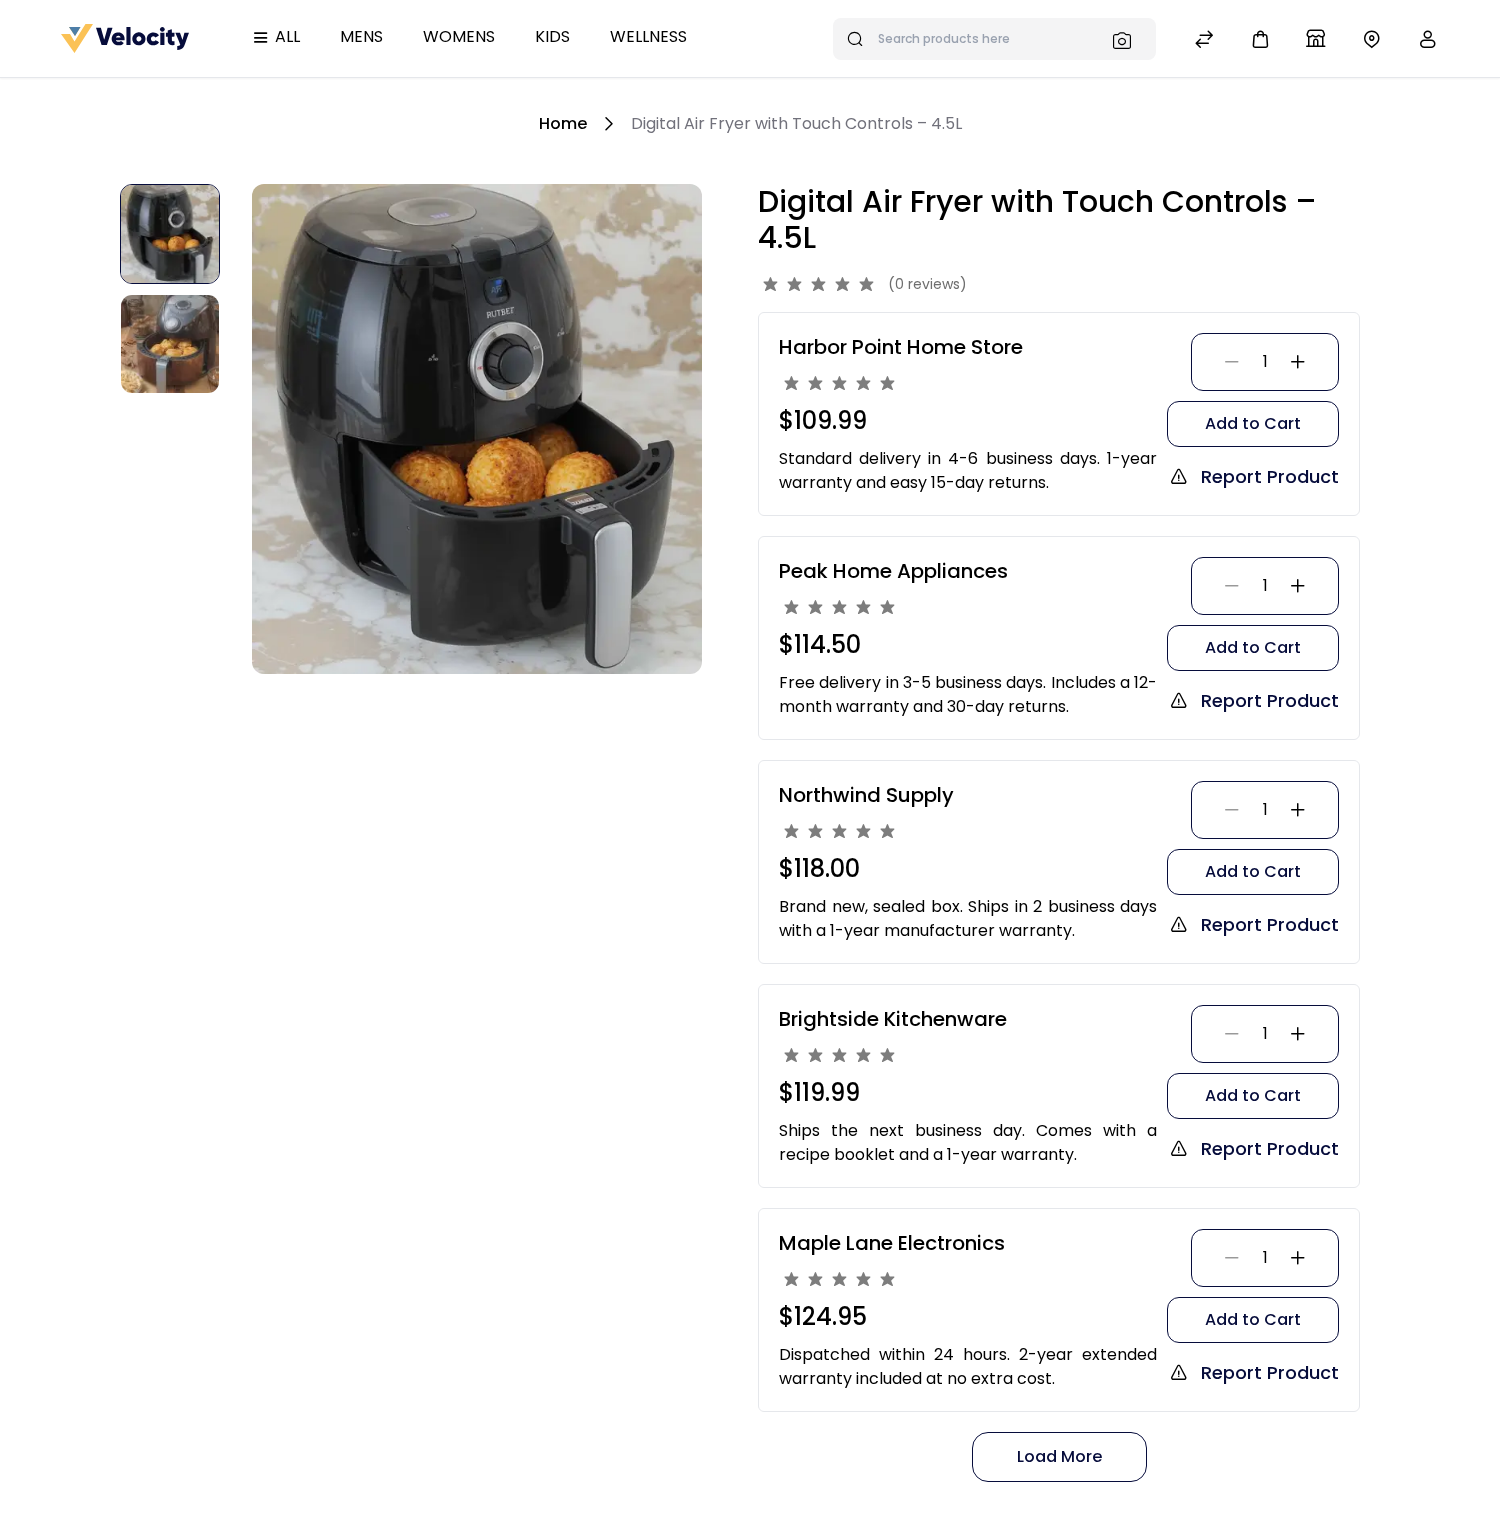 Velocity
ALL MENS WOMENS KIDS WELLNESS
Search products here
Home Digital Air Fryer with Touch Controls – 4.5L
RUTBEE
Digital Air Fryer with Touch Controls –
4.5L
(0 reviews)
Harbor Point Home Store
1
$109.99
Add to Cart
Standard delivery in 4-6 business days. 1-year
warranty and easy 15-day returns.
Report Product
Peak Home Appliances
1
$114.50
Add to Cart
Free delivery in 3-5 business days. Includes a 12-
month warranty and 30-day returns.
Report Product
Northwind Supply
1
$118.00
Add to Cart
Brand new, sealed box. Ships in 2 business days
with a 1-year manufacturer warranty.
Report Product
Brightside Kitchenware
1
$119.99
Add to Cart
Ships the next business day. Comes with a
recipe booklet and a 1-year warranty.
Report Product
Maple Lane Electronics
1
$124.95
Add to Cart
Dispatched within 24 hours. 2-year extended
warranty included at no extra cost.
Report Product
Load More